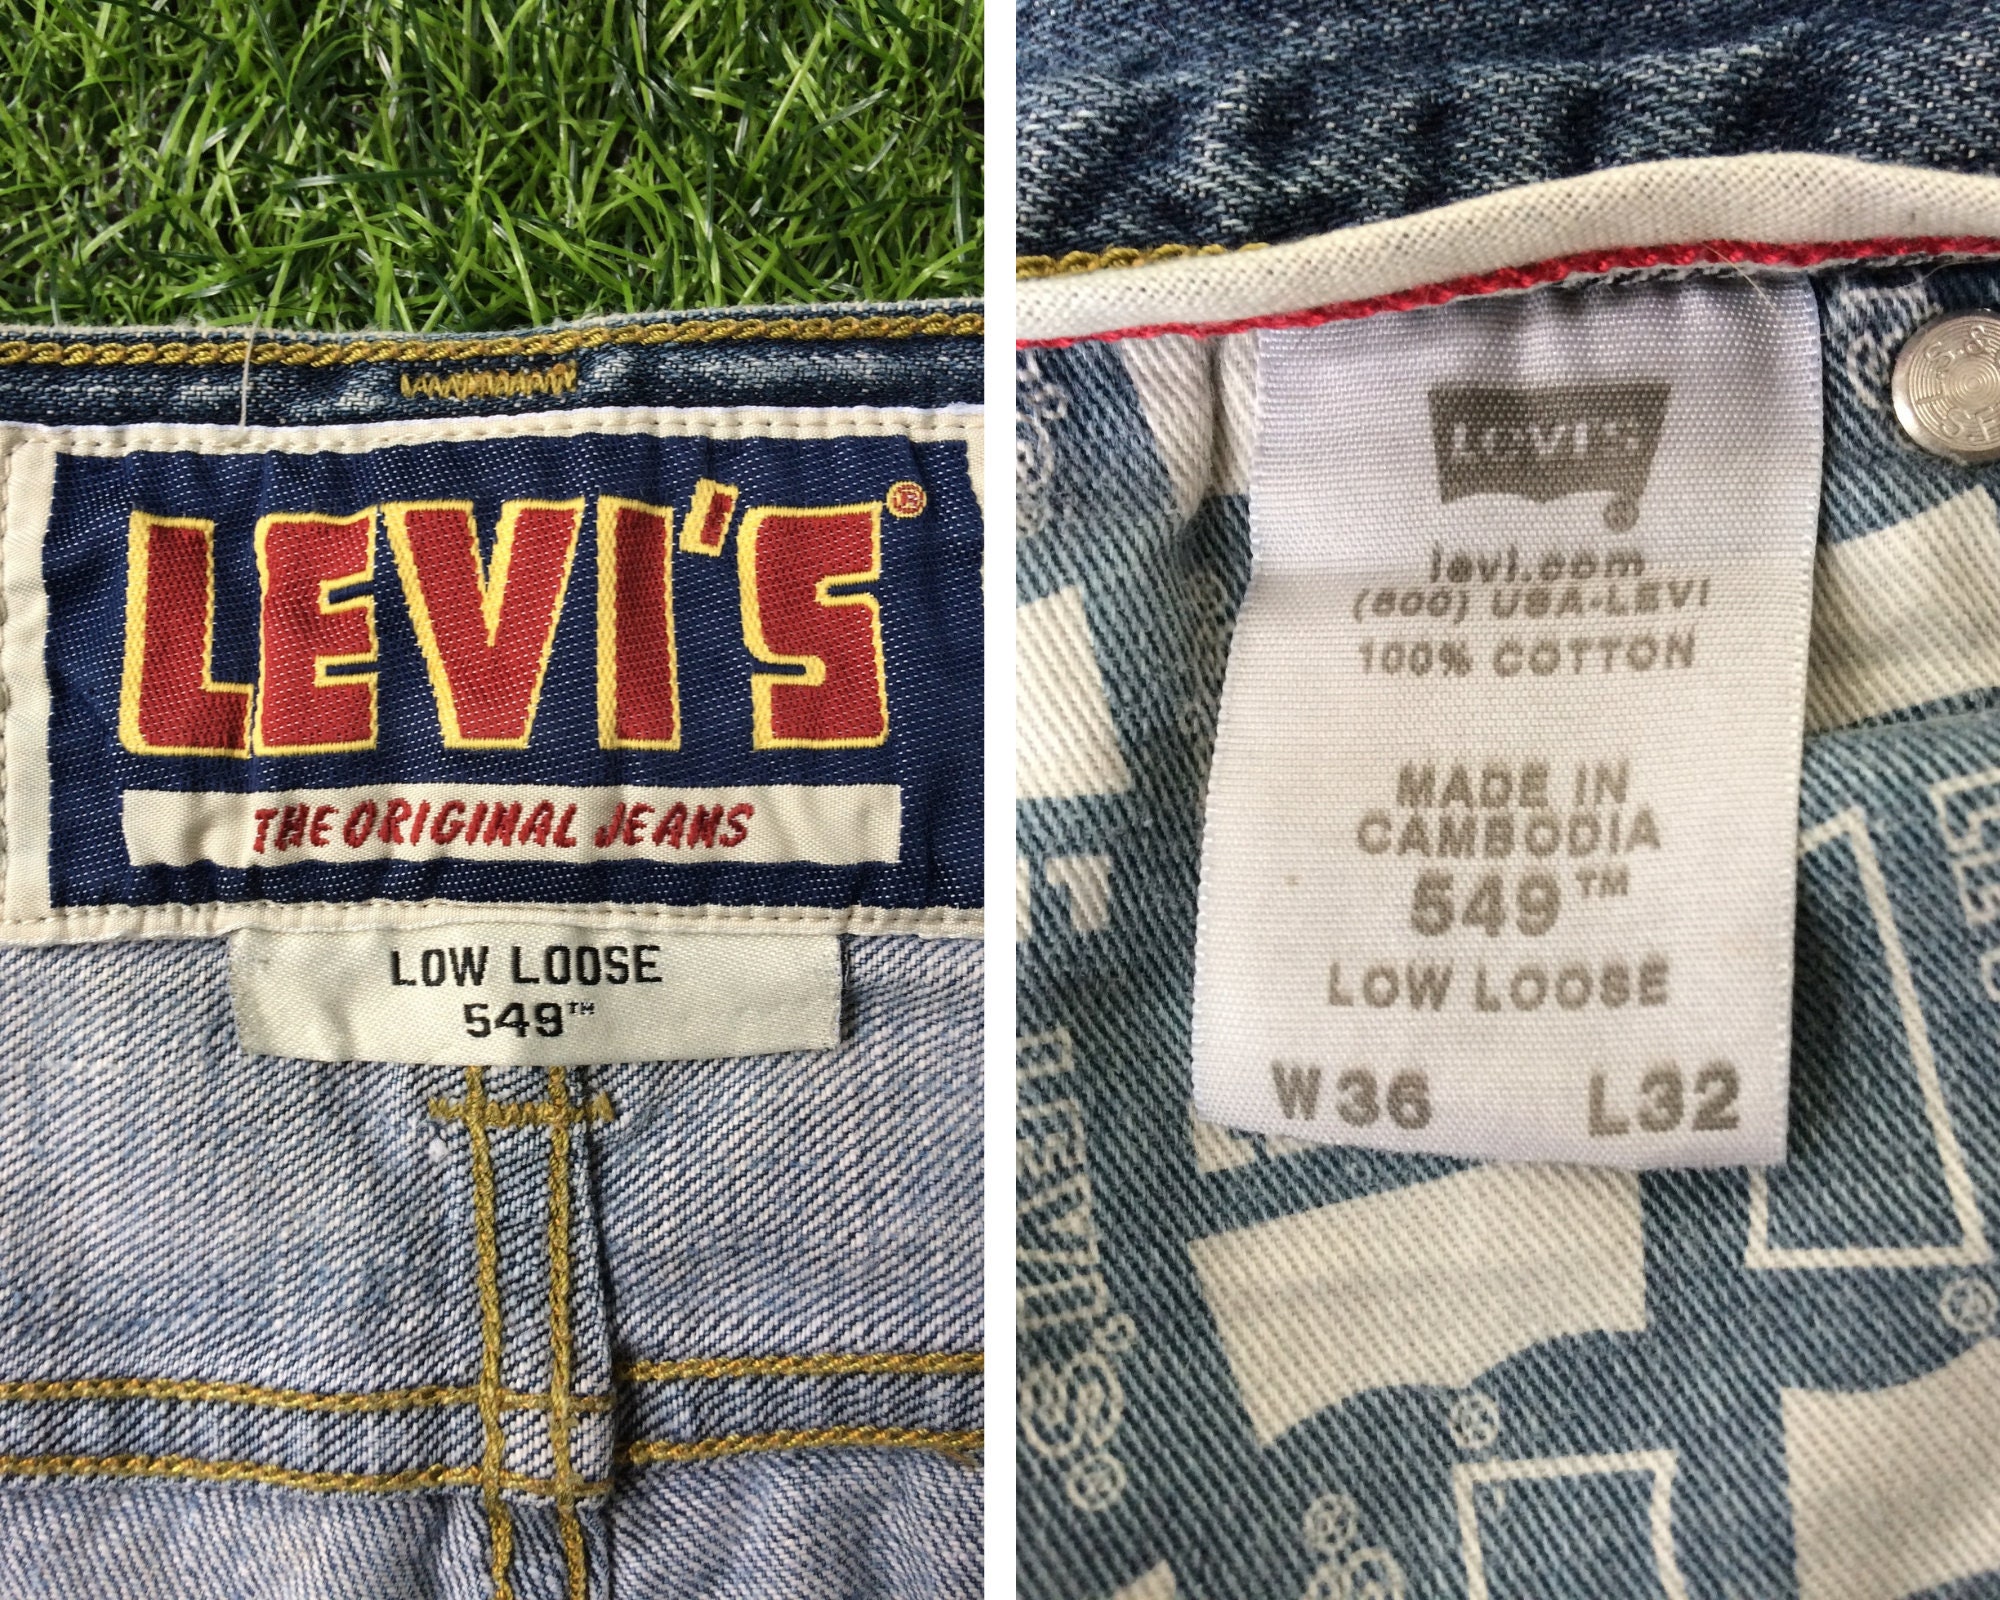 LEVI'S®
THE ORIGINAL JEANS
LOW LOOSE
549™
LEVI'S
®
levi.com
(800) USA-LEVI
100% COTTON
MADE IN
CAMBODIA
549™
LOW LOOSE
W36 L32
LEVI'S®
®
®
®